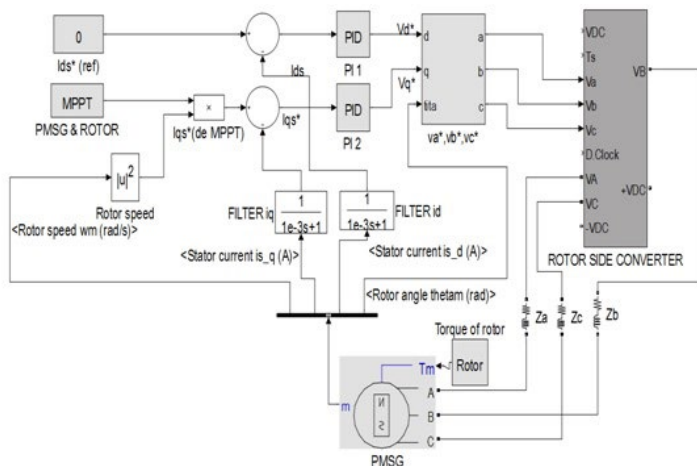 0
Ids* (ref)
MPPT
PMSG & ROTOR
×
Iqs*(de MPPT)
Ids
Iqs*
PID
PI 1
PID
PI 2
Vd*
Vq*
d
q
tita
a
b
c
va*,vb*,vc*
VDC
Ts
Va
Vb
Vc
D.Clock
VA
VC
-VDC
VB
+VDC
ROTOR SIDE CONVERTER
|u|²
Rotor speed
<Rotor speed wm (rad/s)>
1
1e-3s+1
FILTER iq
1
1e-3s+1
FILTER id
<Stator current is_q (A)>
<Stator current is_d (A)>
<Rotor angle thetam (rad)>
Za
Zc
Zb
Torque of rotor
Rotor
Tm
m
A
B
C
N
S
PMSG